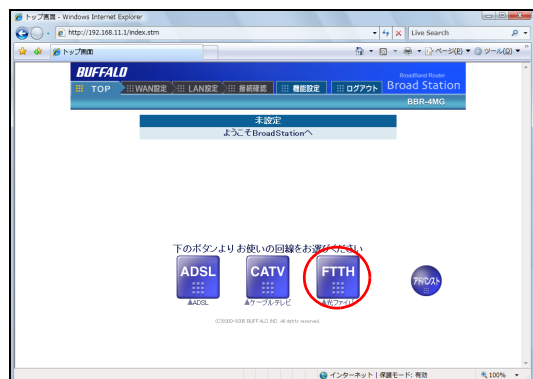 トップ画面 - Windows Internet Explorer
http://192.168.11.1/index.stm
Live Search
トップ画面
ページ(P) ツール(O)
BUFFALO
BroadBand Router
Broad Station
TOP WAN設定 LAN設定 接続確認 機能設定 ログアウト
BBR-4MG
未設定
ようこそBroadStationへ
下のボタンよりお使いの回線をお選びください
ADSL CATV FTTH アドバンスト
▲ADSL ▲ケーブルテレビ ▲光ファイバ
(C)2000-2008 BUFFALO INC. All rights reserved.
インターネット | 保護モード: 有効 100%